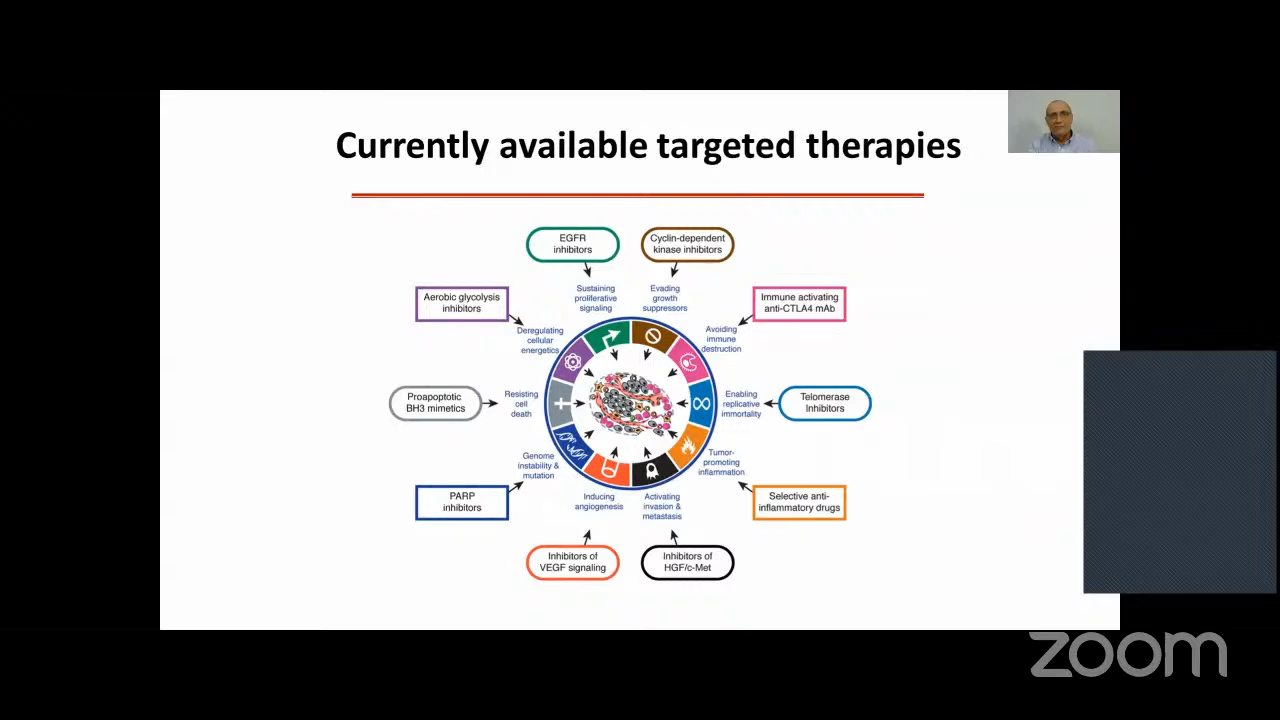 Currently available targeted therapies
EGFR
inhibitors
Cyclin-dependent
kinase inhibitors
Sustaining
proliferative
signaling
Evading
growth
suppressors
Aerobic glycolysis
inhibitors
Immune activating
anti-CTLA4 mAb
Deregulating
cellular
energetics
Avoiding
immune
destruction
Proapoptotic
BH3 mimetics
Resisting
cell
death
Enabling
replicative
immortality
Telomerase
Inhibitors
Genome
instability &
mutation
Tumor-
promoting
inflammation
PARP
inhibitors
Inducing
angiogenesis
Activating
invasion &
metastasis
Selective anti-
inflammatory drugs
Inhibitors of
VEGF signaling
Inhibitors of
HGF/c-Met
zoom